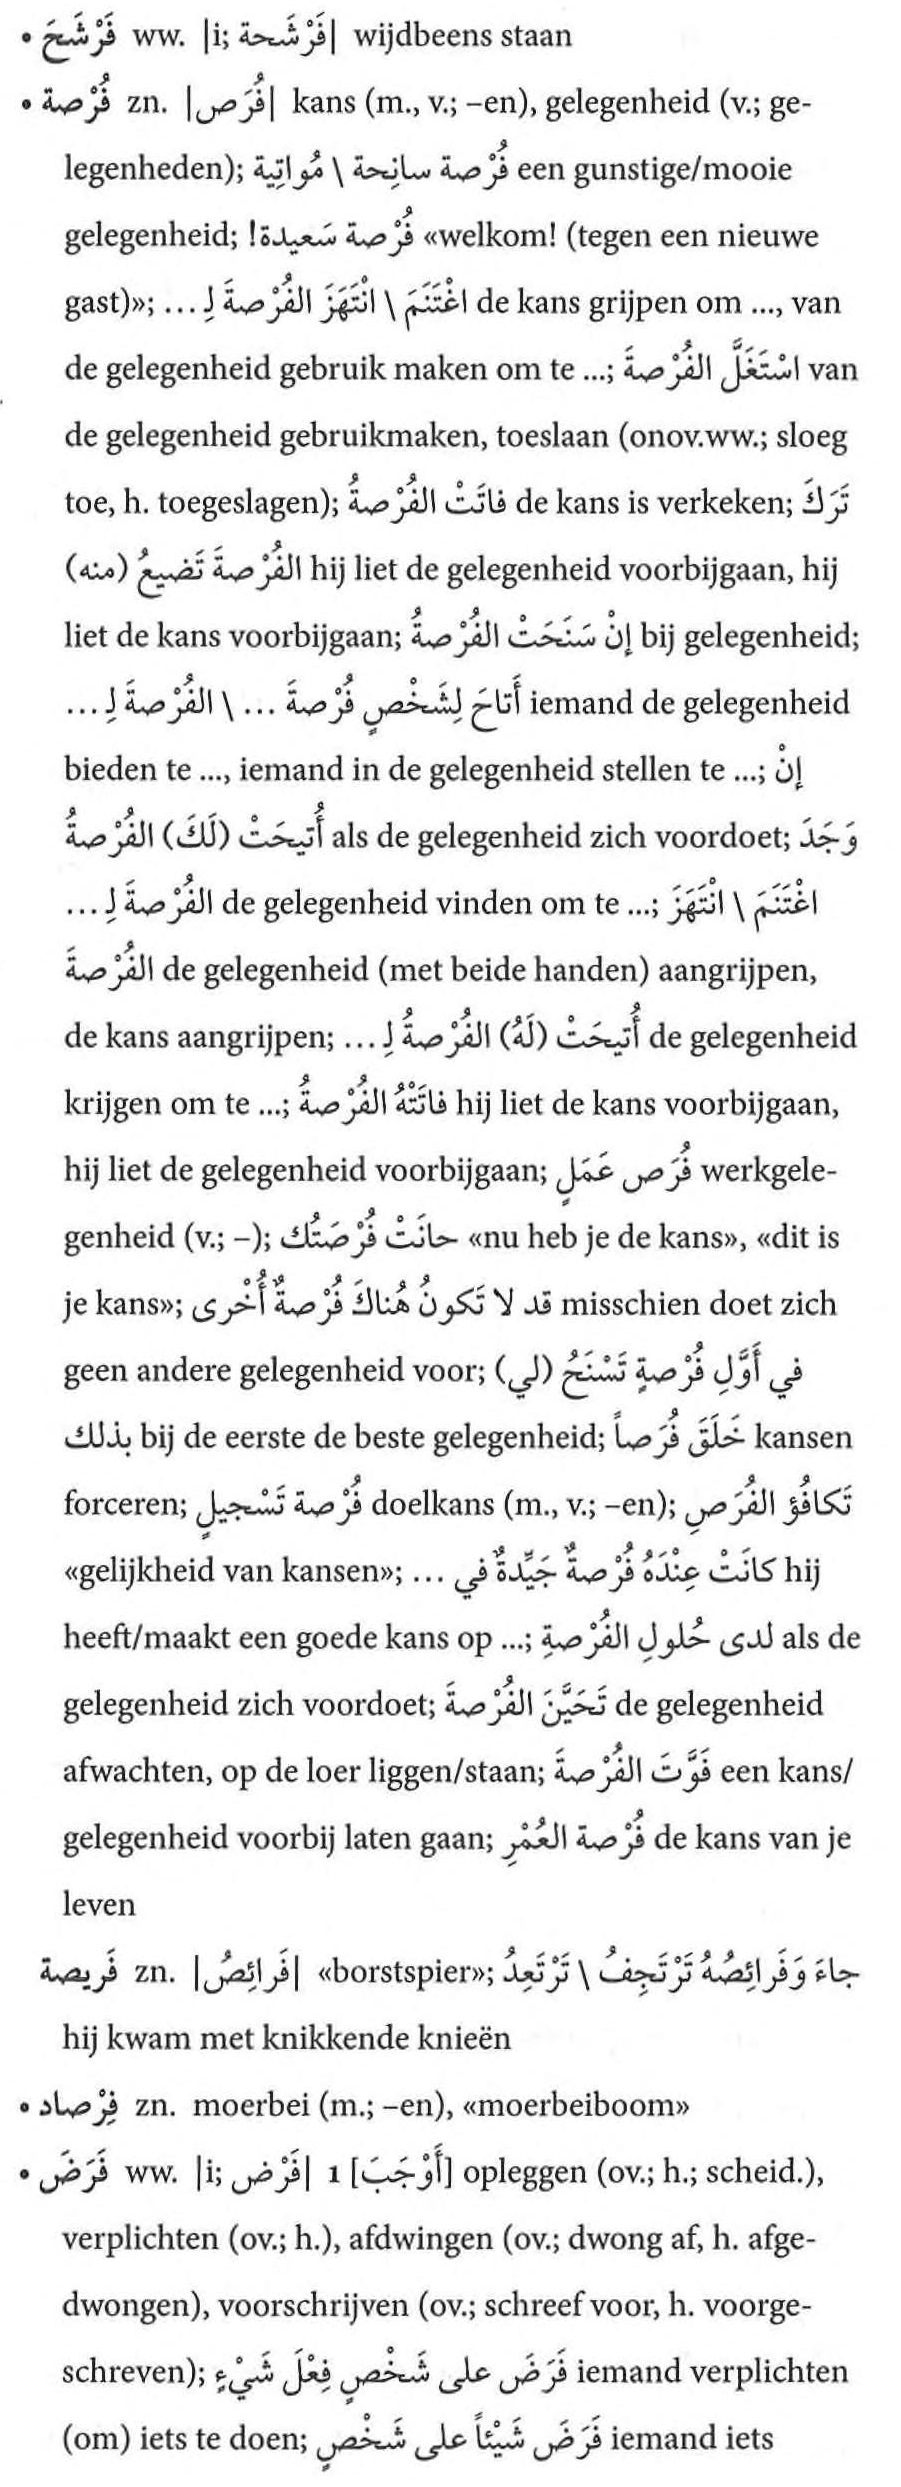 • فَرْشَحَ ww. |i; فَرْشَحة| wijdbeens staan
• فُرْصة zn. |فُرَص| kans (m., v.; –en), gelegenheid (v.; ge-
legenheden); فُرْصة سانِحة \ مُواتِية een gunstige/mooie
gelegenheid; فُرْصة سَعيدة! «welkom! (tegen een nieuwe
gast)»; اغْتَنَمَ \ انْتَهَزَ الفُرْصةَ لِـ ... de kans grijpen om ..., van
de gelegenheid gebruik maken om te ...; اسْتَغَلَّ الفُرْصةَ van
de gelegenheid gebruikmaken, toeslaan (onov.ww.; sloeg
toe, h. toegeslagen); فاتَتْ الفُرْصةُ de kans is verkeken; تَرَكَ
الفُرْصةَ تَضيعُ (منه) hij liet de gelegenheid voorbijgaan, hij
liet de kans voorbijgaan; إنْ سَنَحَتْ الفُرْصةُ bij gelegenheid;
أَتاحَ لِشَخْصٍ فُرْصةَ ... \ الفُرْصةَ لِـ ... iemand de gelegenheid
bieden te ..., iemand in de gelegenheid stellen te ...; إنْ
أُتيحَتْ (لَكَ) الفُرْصةُ als de gelegenheid zich voordoet; وَجَدَ
الفُرْصةَ لِـ ... de gelegenheid vinden om te ...; اغْتَنَمَ \ انْتَهَزَ
الفُرْصةَ de gelegenheid (met beide handen) aangrijpen,
de kans aangrijpen; أُتيحَتْ (لَهُ) الفُرْصةُ لِـ ... de gelegenheid
krijgen om te ...; فاتَتْهُ الفُرْصةُ hij liet de kans voorbijgaan,
hij liet de gelegenheid voorbijgaan; فُرَص عَمَلٍ werkgele-
genheid (v.; –); حانَتْ فُرْصَتُك «nu heb je de kans», «dit is
je kans»; قد لا تَكونُ هُناكَ فُرْصةٌ أُخْرى misschien doet zich
geen andere gelegenheid voor; في أَوَّلِ فُرْصةٍ تَسْنَحُ (لي)
بذلك bij de eerste de beste gelegenheid; خَلَقَ فُرَصاً kansen
forceren; فُرْصة تَسْجيلٍ doelkans (m., v.; –en); تَكافُؤ الفُرَصِ
«gelijkheid van kansen»; كانَتْ عِنْدَهُ فُرْصةٌ جَيِّدةٌ في ... hij
heeft/maakt een goede kans op ...; لدى حُلولِ الفُرْصةِ als de
gelegenheid zich voordoet; تَحَيَّنَ الفُرْصةَ de gelegenheid
afwachten, op de loer liggen/staan; فَوَّتَ الفُرْصةَ een kans/
gelegenheid voorbij laten gaan; فُرْصة العُمْرِ de kans van je
leven
فَريصة zn. |فَرائِصُ| «borstspier»; جاءَ وَفَرائِصُهُ تَرْتَجِفُ \ تَرْتَعِدُ
hij kwam met knikkende knieën
• فِرْصاد zn. moerbei (m.; –en), «moerbeiboom»
• فَرَضَ ww. |i; فَرْض| 1 [أَوْجَبَ] opleggen (ov.; h.; scheid.),
verplichten (ov.; h.), afdwingen (ov.; dwong af, h. afge-
dwongen), voorschrijven (ov.; schreef voor, h. voorge-
schreven); فَرَضَ على شَخْصٍ فِعْلَ شَيْءٍ iemand verplichten
(om) iets te doen; فَرَضَ شَيْئاً على شَخْصٍ iemand iets